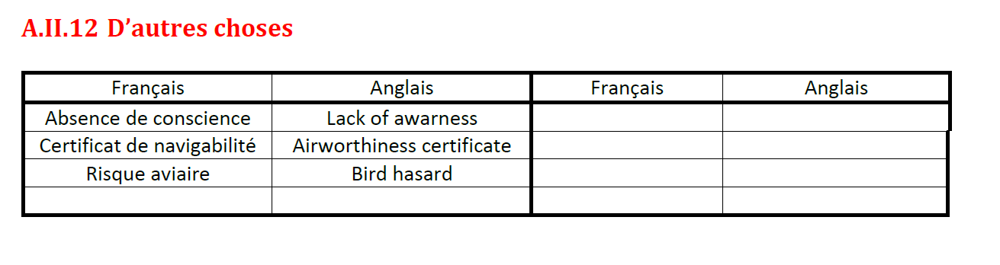 A.II.12 D’autres choses
Français Anglais Français Anglais
Absence de conscience Lack of awarness
Certificat de navigabilité Airworthiness certificate
Risque aviaire Bird hasard